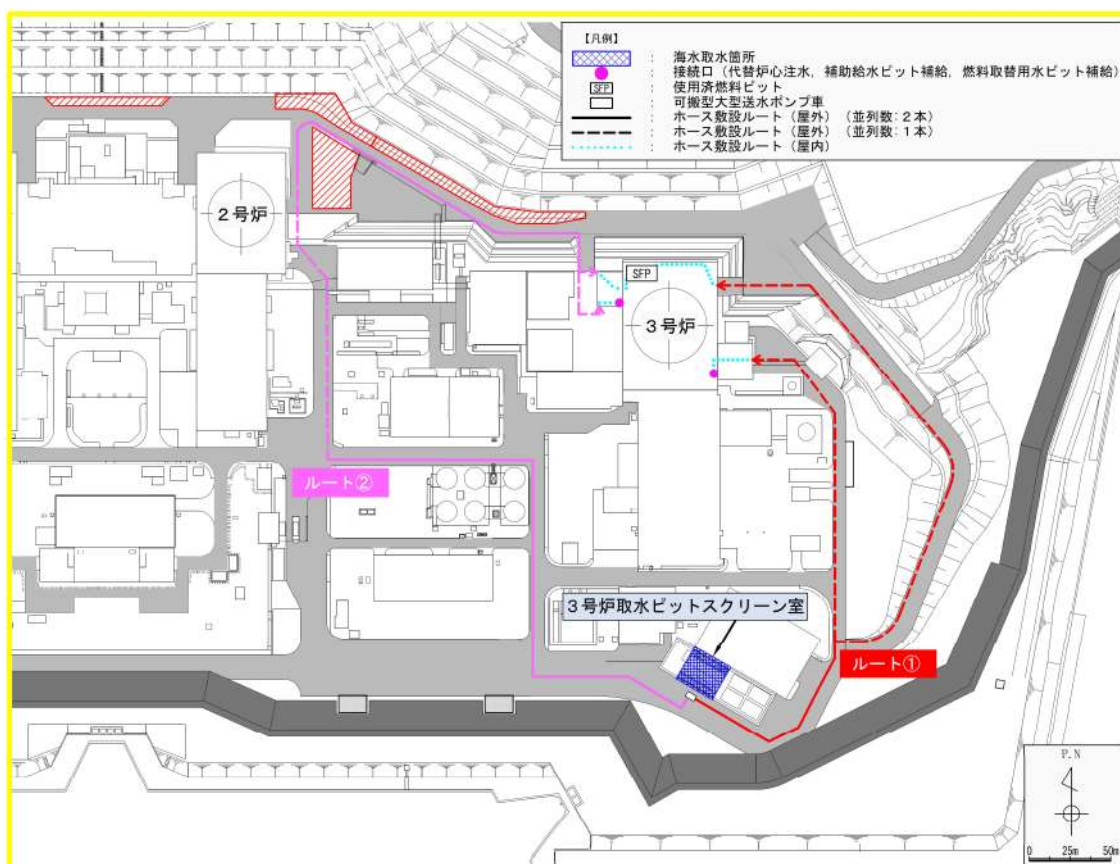 【凡例】
： 海水取水箇所
： 接続口（代替炉心注水，補助給水ピット補給，燃料取替用水ピット補給）
SFP ： 使用済燃料ピット
： 可搬型大型送水ポンプ車
： ホース敷設ルート（屋外）（並列数：２本）
： ホース敷設ルート（屋外）（並列数：１本）
： ホース敷設ルート（屋内）
２号炉
SFP
３号炉
ルート②
３号炉取水ピットスクリーン室
ルート①
P.N
0 25m 50m